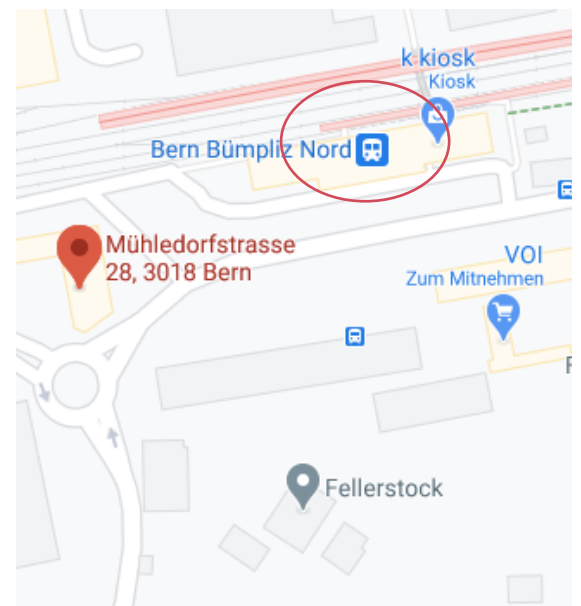 k kiosk
Kiosk
Bern Bümpliz Nord
Mühledorfstrasse
28, 3018 Bern
VOI
Zum Mitnehmen
Fellerstock